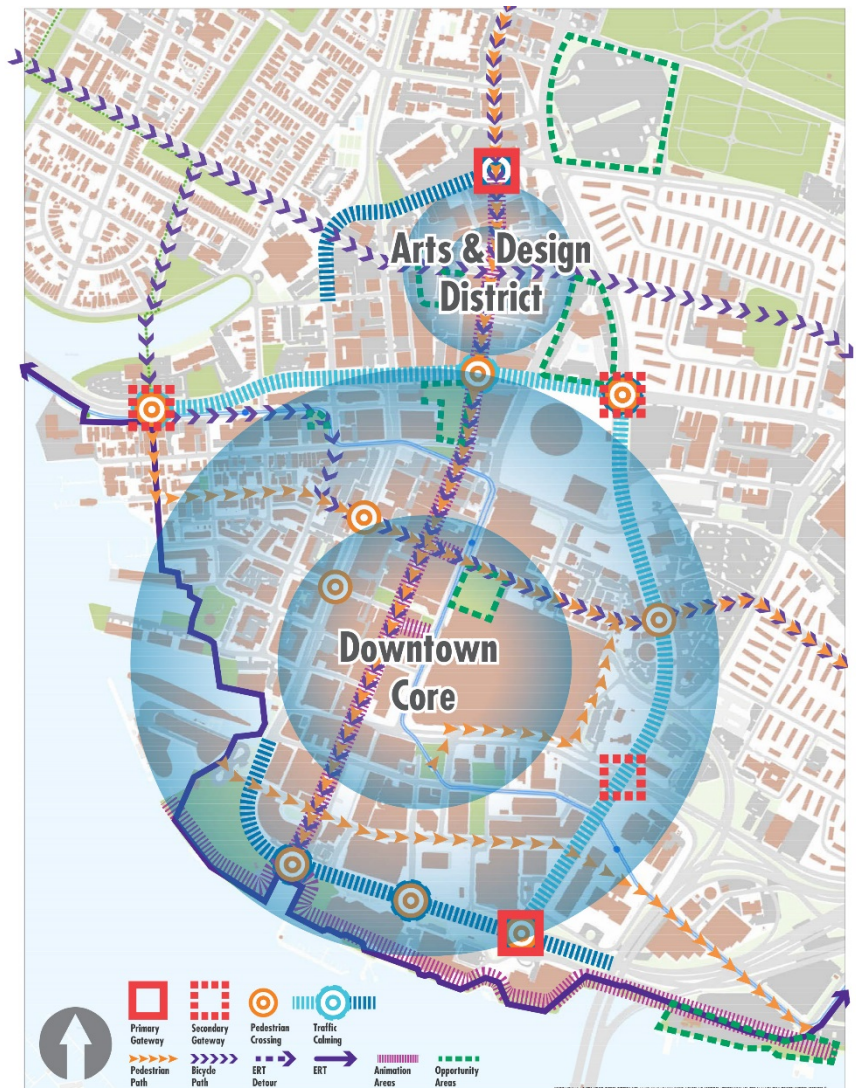 Arts & Design
District
Downtown
Core
Primary
Gateway
Secondary
Gateway
Pedestrian
Crossing
Traffic
Calming
Pedestrian
Path
Bicycle
Path
ERT
Detour
ERT
Animation
Areas
Opportunity
Areas